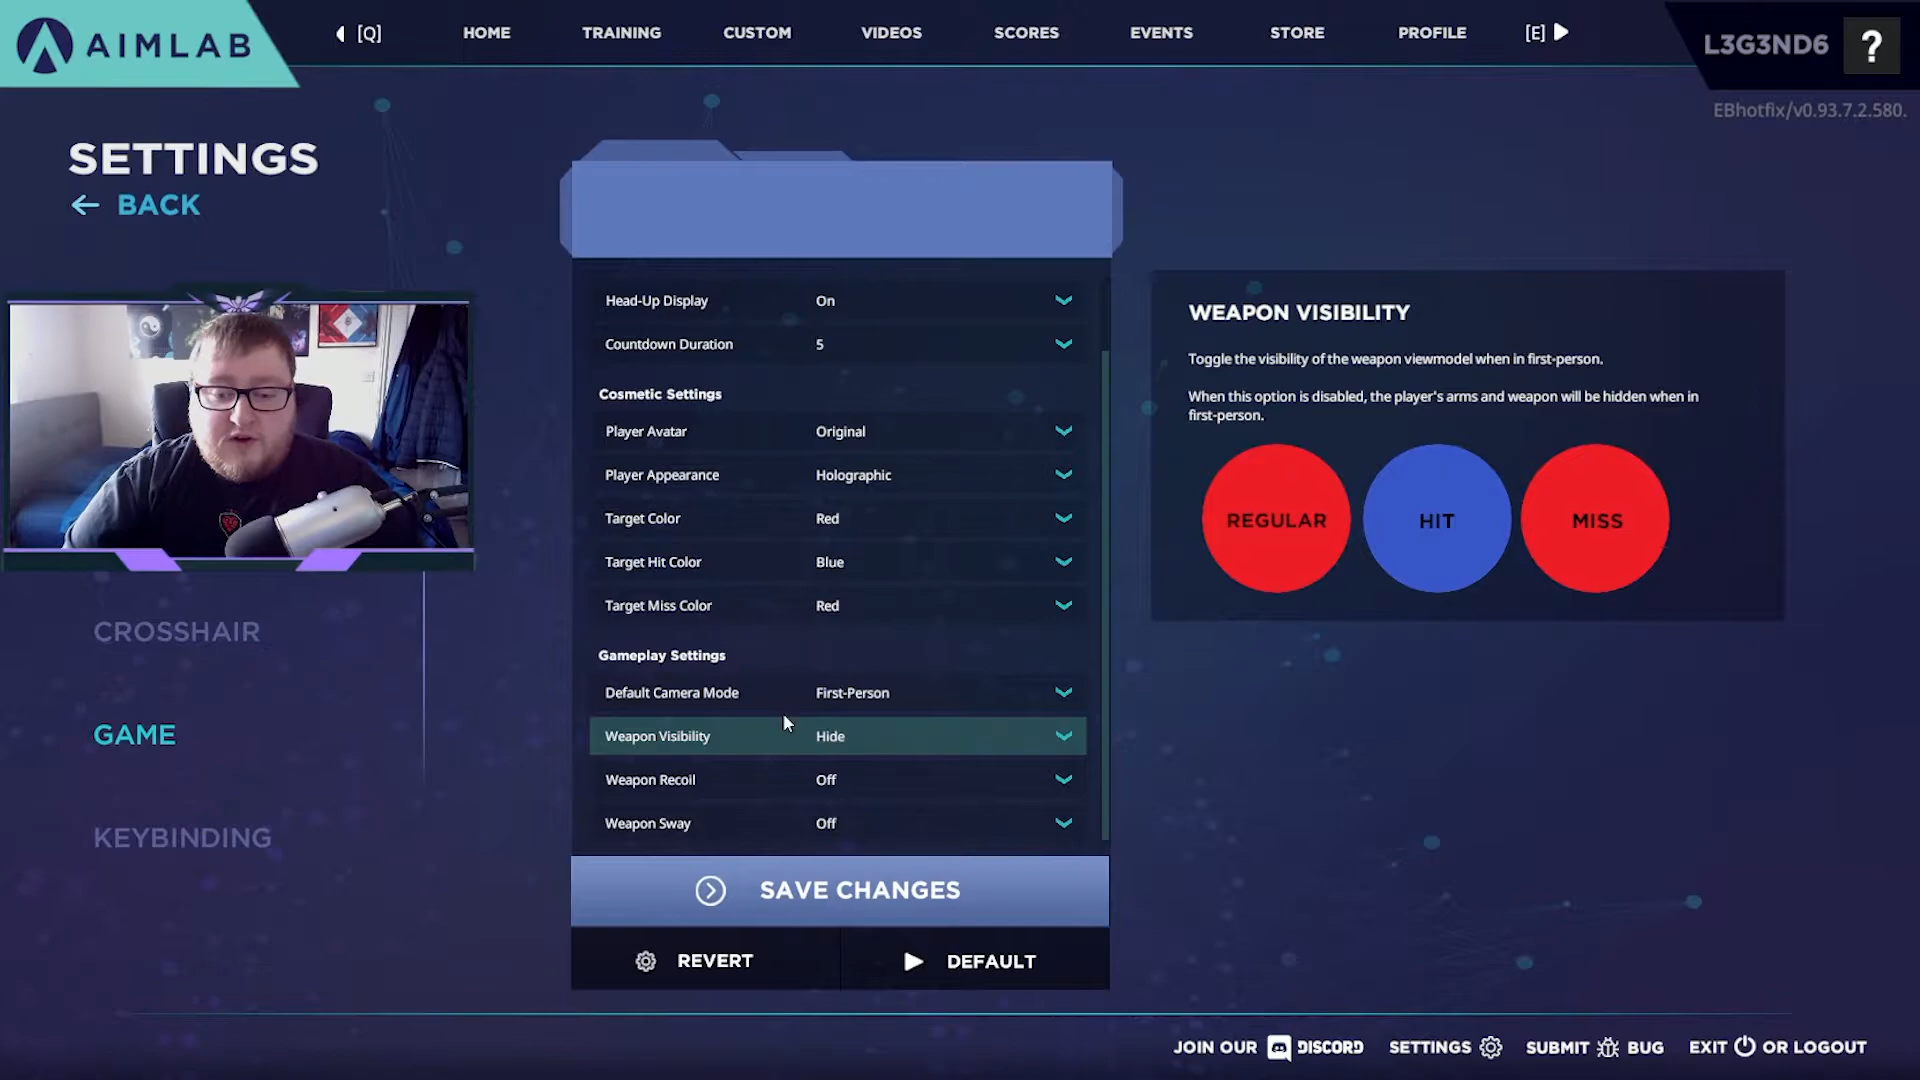 AIMLAB
[Q]
HOME
TRAINING
CUSTOM
VIDEOS
SCORES
EVENTS
STORE
PROFILE
[E]
L3G3ND6
?
EBhotfix/v0.93.7.2.580.
SETTINGS
← BACK
CROSSHAIR
GAME
KEYBINDING
Head-Up Display On
Countdown Duration 5
Cosmetic Settings
Player Avatar Original
Player Appearance Holographic
Target Color Red
Target Hit Color Blue
Target Miss Color Red
Gameplay Settings
Default Camera Mode First-Person
Weapon Visibility Hide
Weapon Recoil Off
Weapon Sway Off
SAVE CHANGES
REVERT
DEFAULT
WEAPON VISIBILITY
Toggle the visibility of the weapon viewmodel when in first-person.
When this option is disabled, the player's arms and weapon will be hidden when in
first-person.
REGULAR
HIT
MISS
JOIN OUR DISCORD
SETTINGS
SUBMIT BUG
EXIT OR LOGOUT